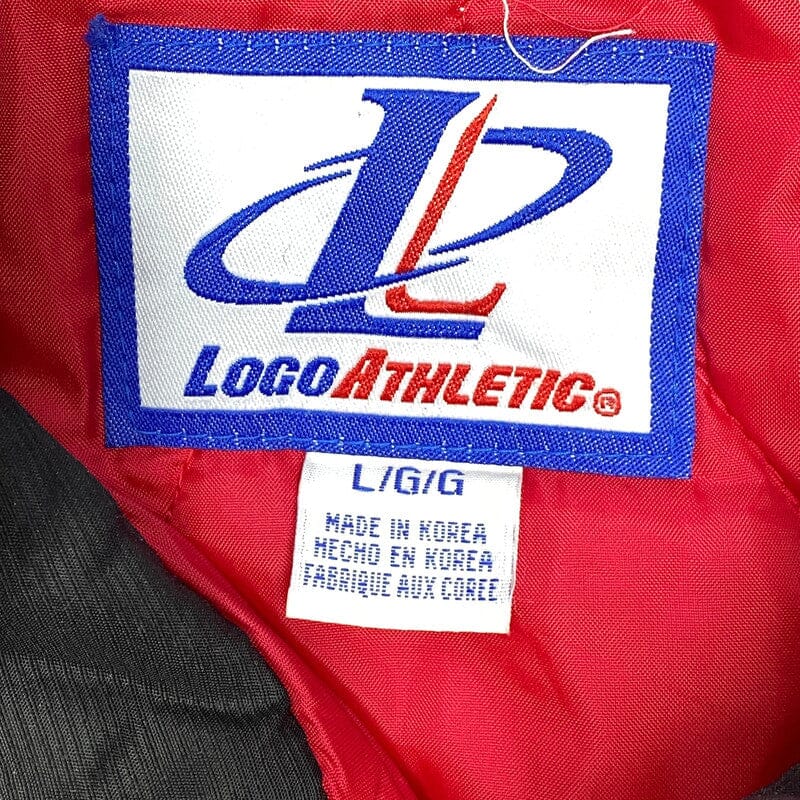 L
LOGO ATHLETIC®
L/G/G
MADE IN KOREA
HECHO EN KOREA
FABRIQUE AUX COREE